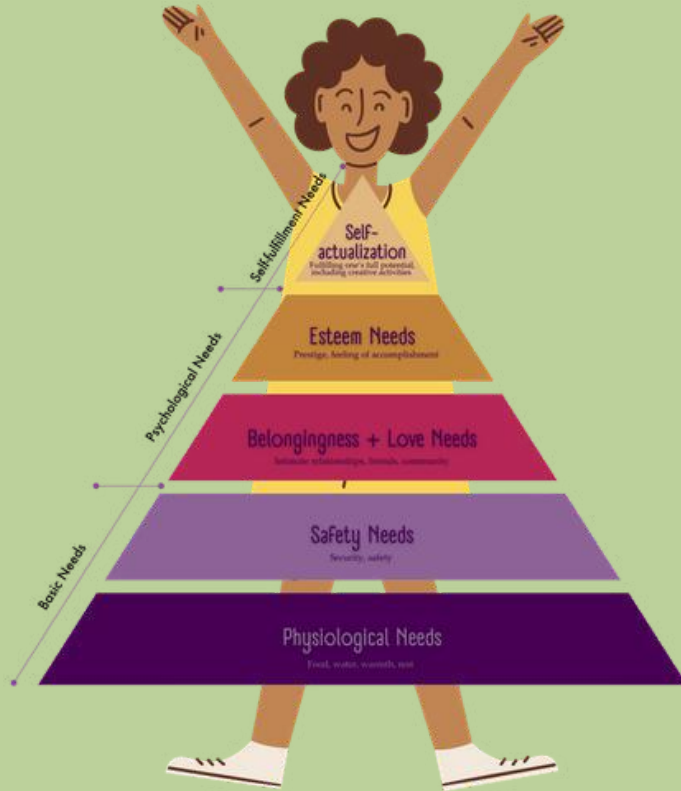 Self-fulfillment Needs
Self-
actualization
Fulfilling one's full potential,
including creative activities
Psychological Needs
Esteem Needs
Prestige, feeling of accomplishment
Belongingness + Love Needs
Intimate relationships, friends, community
Basic Needs
Safety Needs
Security, safety
Physiological Needs
Food, water, warmth, rest